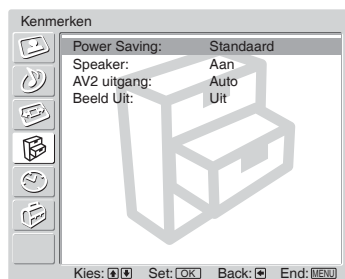 Kenmerken
Power Saving: Standaard
Speaker: Aan
AV2 uitgang: Auto
Beeld Uit: Uit
Kies: Set: OK Back: End: MENU